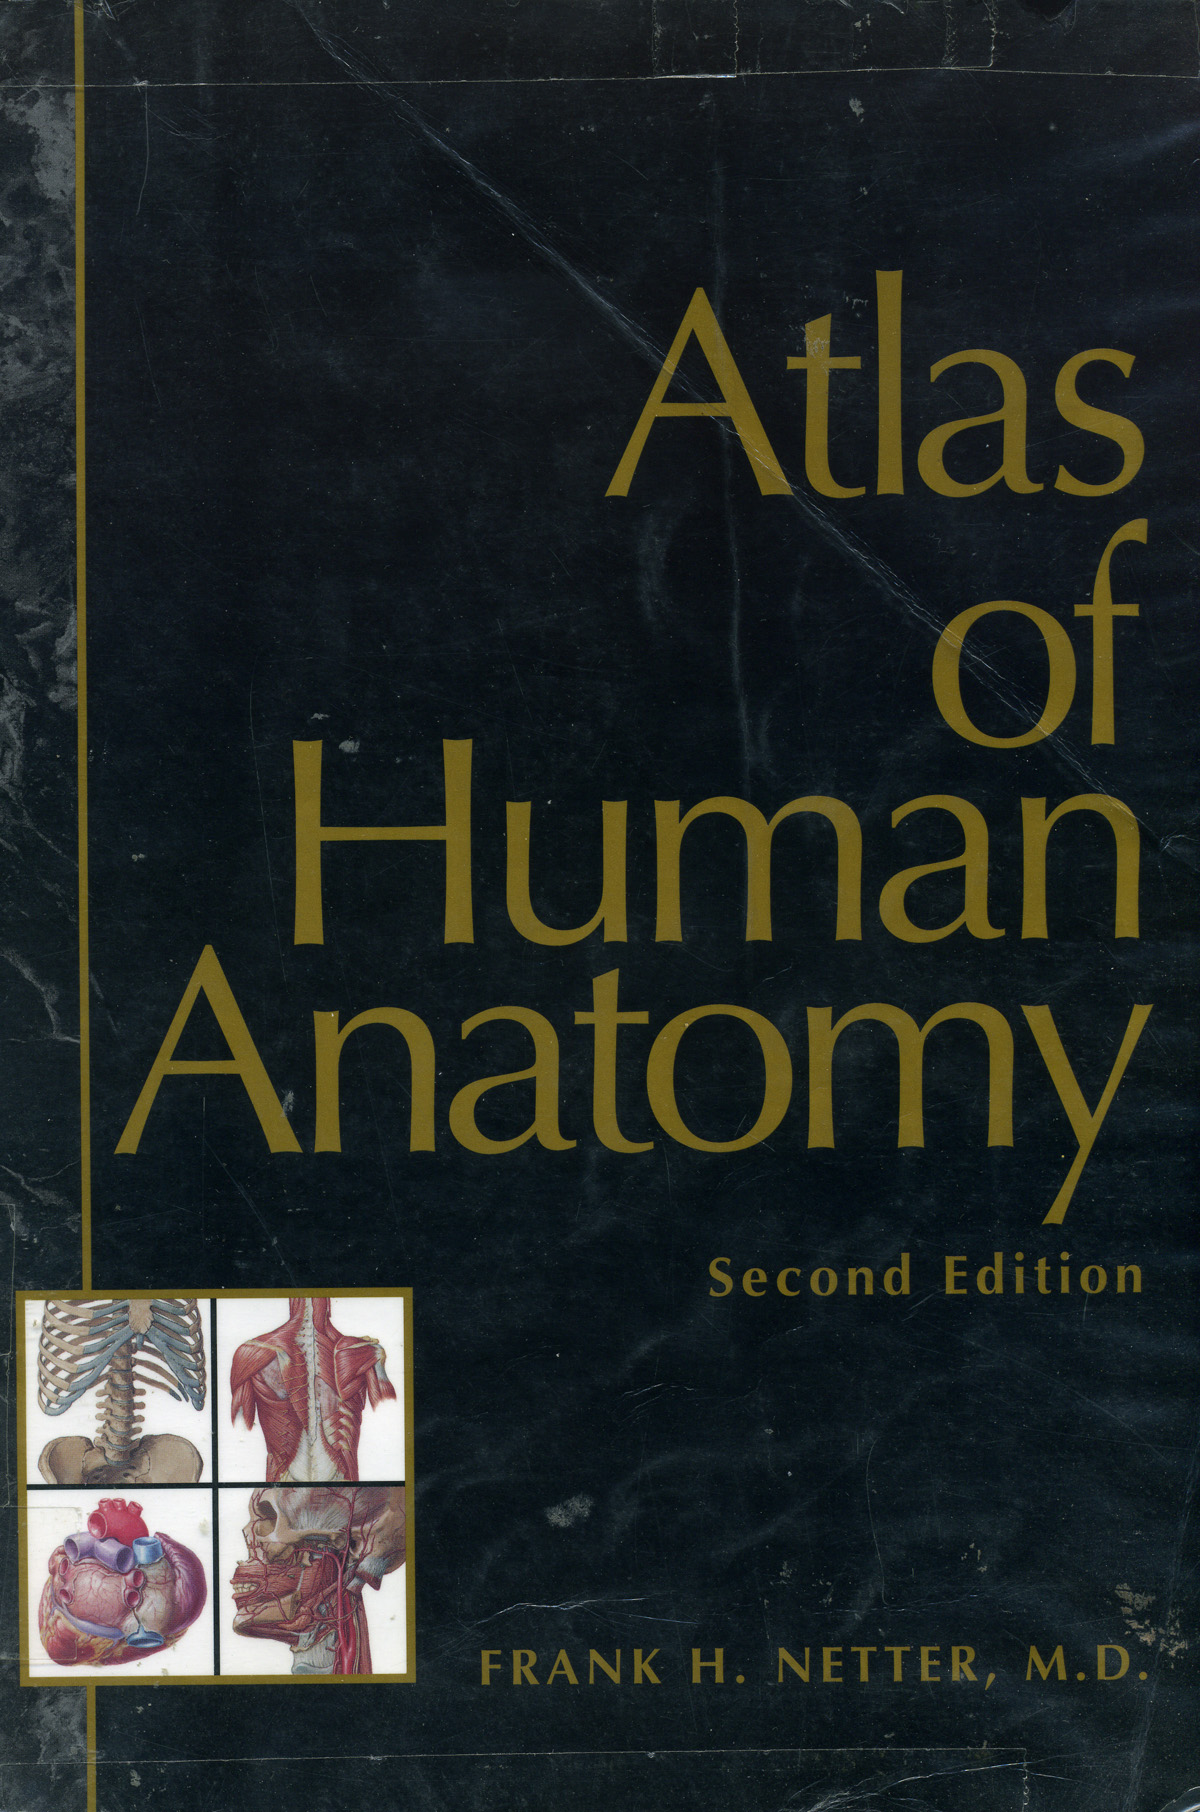 Atlas
of
Human
Anatomy
Second Edition
FRANK H. NETTER, M.D.